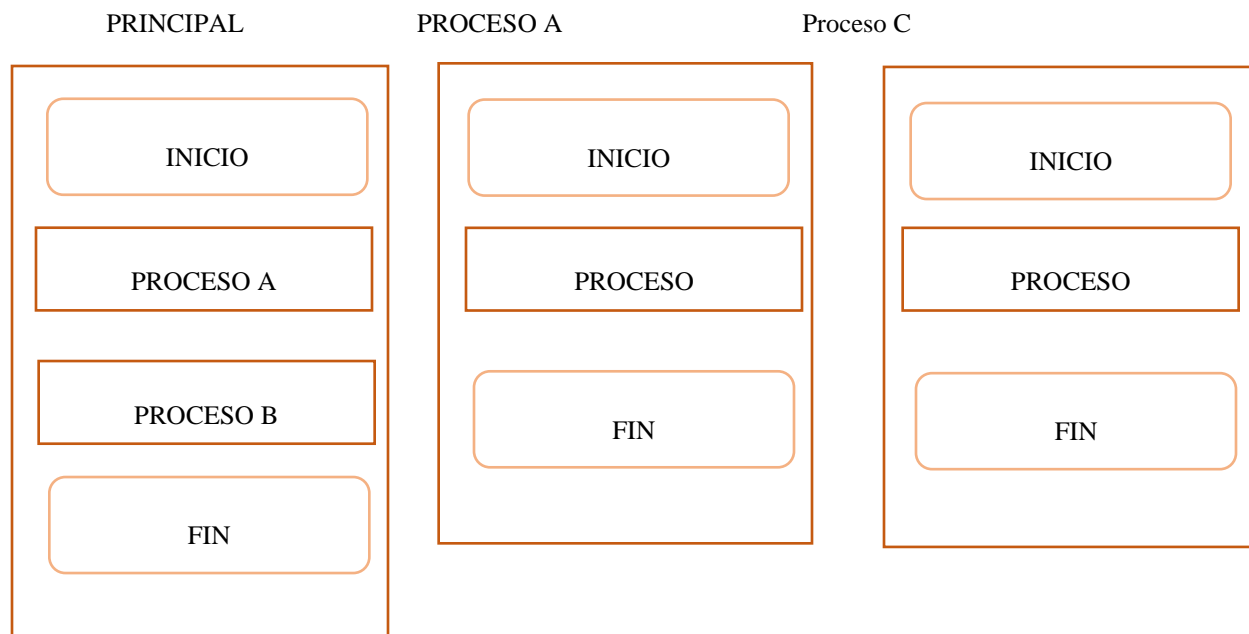 PRINCIPAL
INICIO
PROCESO A
PROCESO B
FIN
PROCESO A
INICIO
PROCESO
FIN
Proceso C
INICIO
PROCESO
FIN